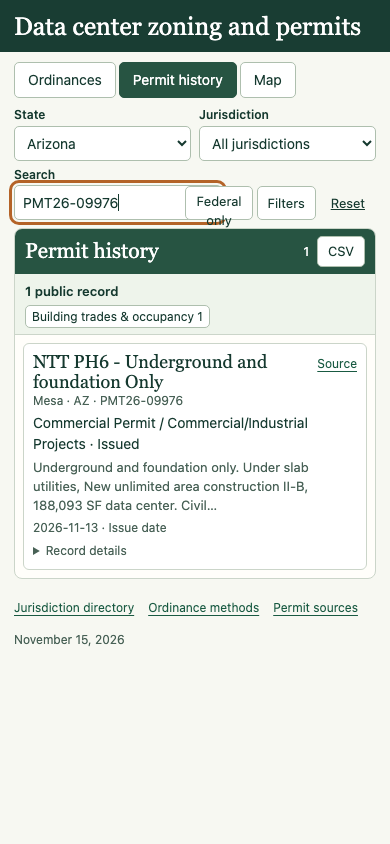 Data center zoning and permits
Ordinances
Permit history
Map
State
Jurisdiction
Arizona
All jurisdictions
Search
PMT26-09976
Federal
only
Filters
Reset
Permit history
1
CSV
1 public record
Building trades & occupancy 1
NTT PH6 - Underground and
foundation Only
Source
Mesa · AZ · PMT26-09976
Commercial Permit / Commercial/Industrial
Projects · Issued
Underground and foundation only. Under slab
utilities, New unlimited area construction II-B,
188,093 SF data center. Civil…
2026-11-13 · Issue date
Record details
Jurisdiction directory
Ordinance methods
Permit sources
November 15, 2026